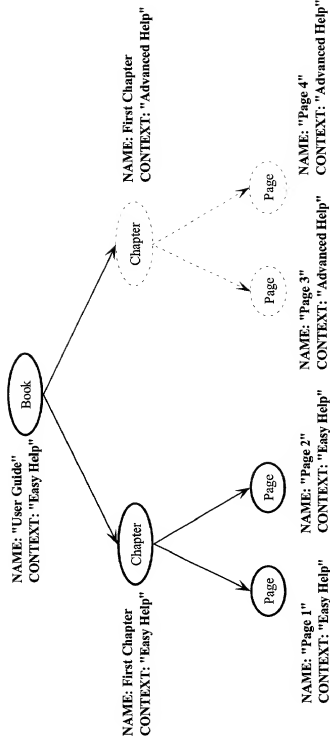 NAME: "User Guide"
CONTEXT: "Easy Help"
Book
NAME: First Chapter
CONTEXT: "Easy Help"
Chapter
Chapter
NAME: First Chapter
CONTEXT: "Advanced Help"
Page
Page
Page
Page
NAME: "Page 1"
CONTEXT: "Easy Help"
NAME: "Page 2"
CONTEXT: "Easy Help"
NAME: "Page 3"
CONTEXT: "Advanced Help"
NAME: "Page 4"
CONTEXT: "Advanced Help"